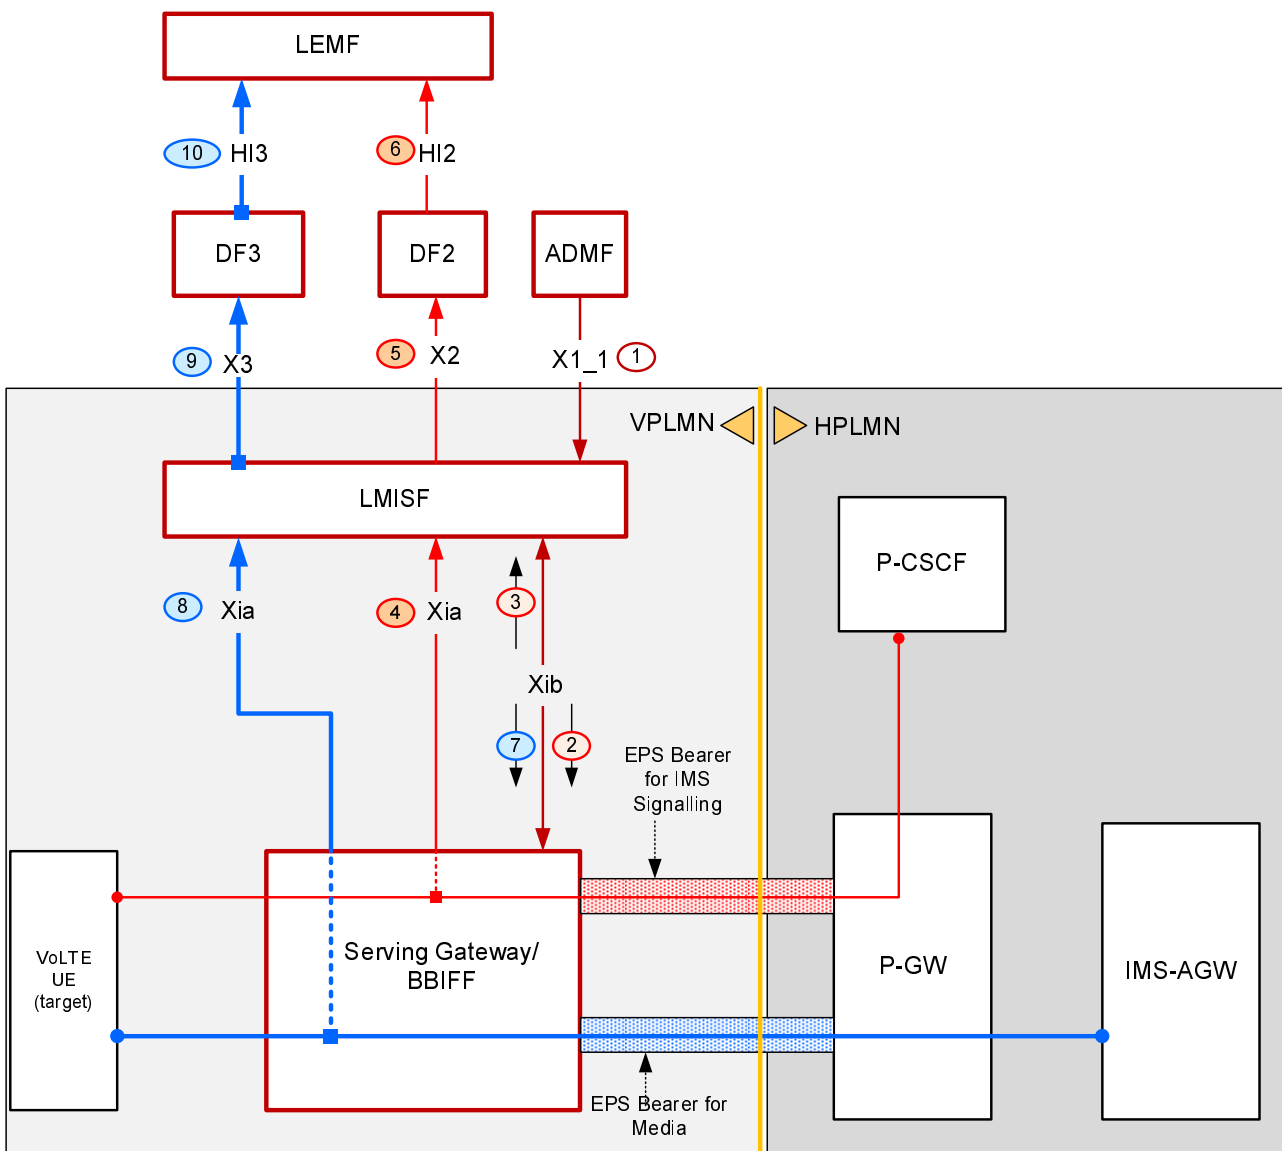 LEMF
10
HI3
6
HI2
DF3
DF2
ADMF
9
X3
5
X2
X1_1
1
VPLMN
HPLMN
LMISF
P-CSCF
8
Xia
4
Xia
3
Xib
7
2
EPS Bearer
for IMS
Signalling
VoLTE
UE
(target)
Serving Gateway/
BBIFF
P-GW
IMS-AGW
EPS Bearer for
Media